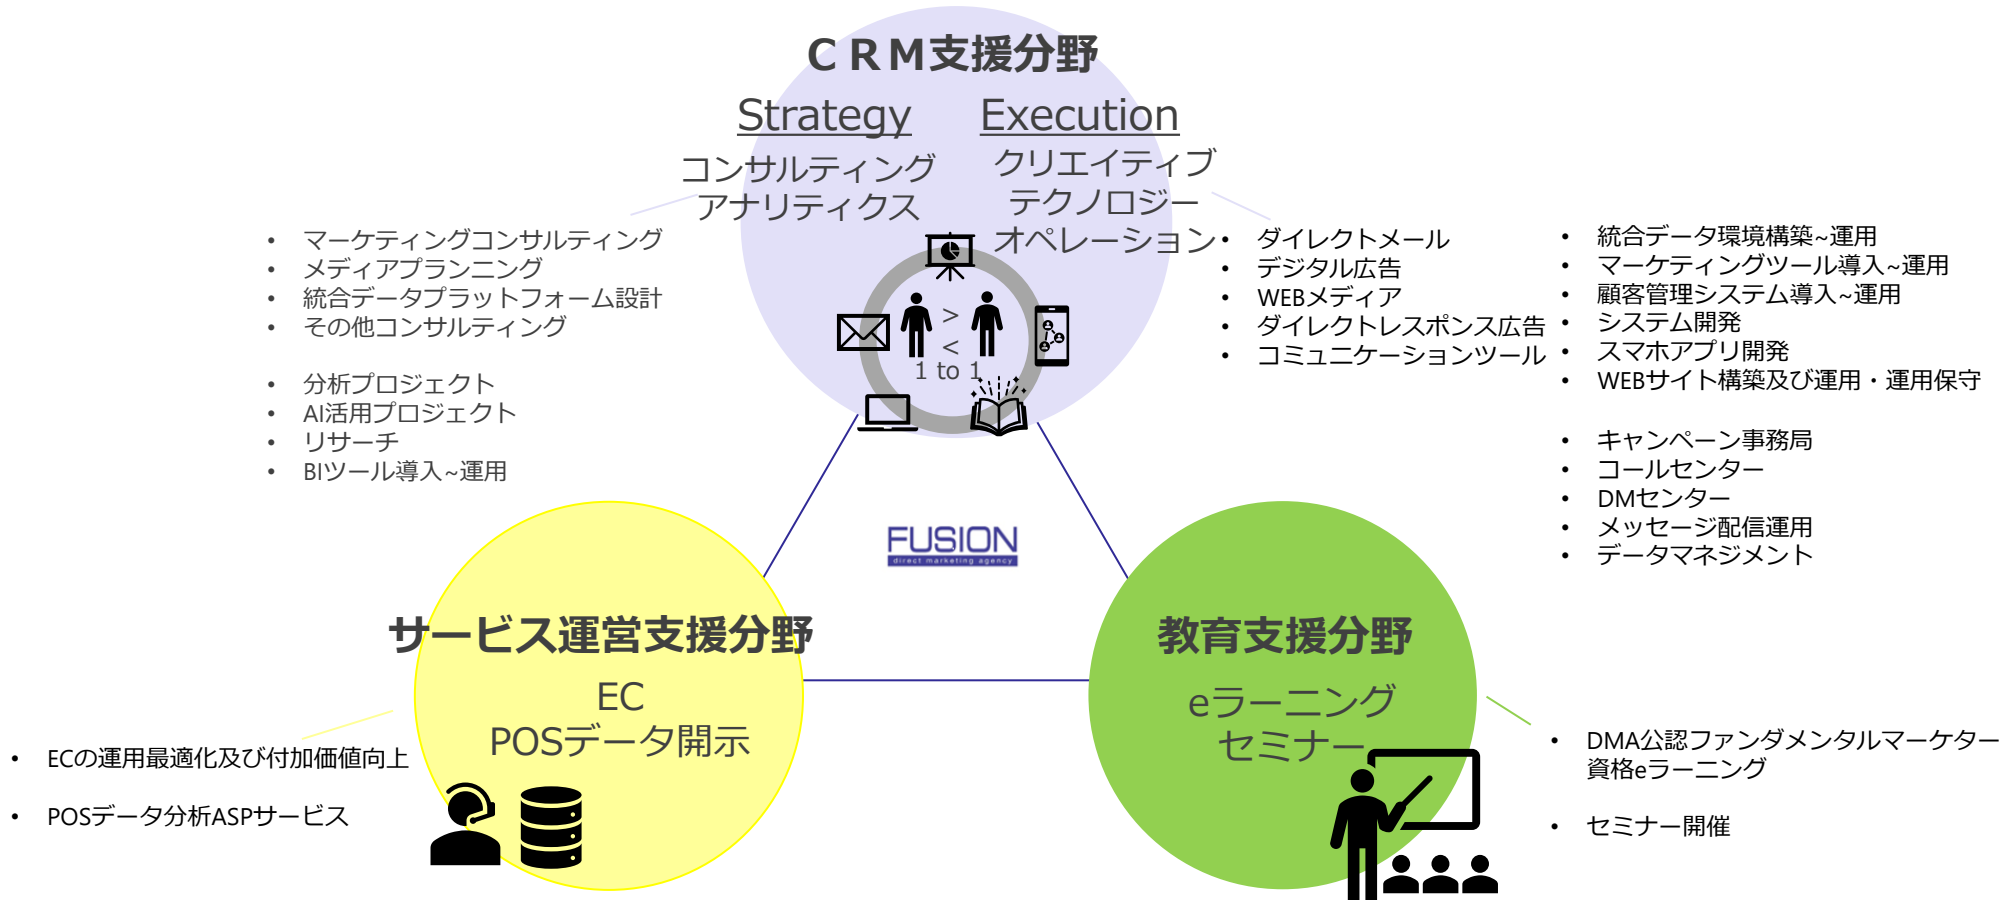 ＣＲＭ支援分野
Strategy
コンサルティング
アナリティクス
Execution
クリエイティブ
テクノロジー
オペレーション
>
<
1 to 1
• マーケティングコンサルティング
• メディアプランニング
• 統合データプラットフォーム設計
• その他コンサルティング
• 分析プロジェクト
• AI活用プロジェクト
• リサーチ
• BIツール導入~運用
• ダイレクトメール
• デジタル広告
• WEBメディア
• ダイレクトレスポンス広告
• コミュニケーションツール
• 統合データ環境構築~運用
• マーケティングツール導入~運用
• 顧客管理システム導入~運用
• システム開発
• スマホアプリ開発
• WEBサイト構築及び運用・運用保守
• キャンペーン事務局
• コールセンター
• DMセンター
• メッセージ配信運用
• データマネジメント
FUSION
direct marketing agency
サービス運営支援分野
EC
POSデータ開示
• ECの運用最適化及び付加価値向上
• POSデータ分析ASPサービス
教育支援分野
eラーニング
セミナー
• DMA公認ファンダメンタルマーケター
資格eラーニング
• セミナー開催